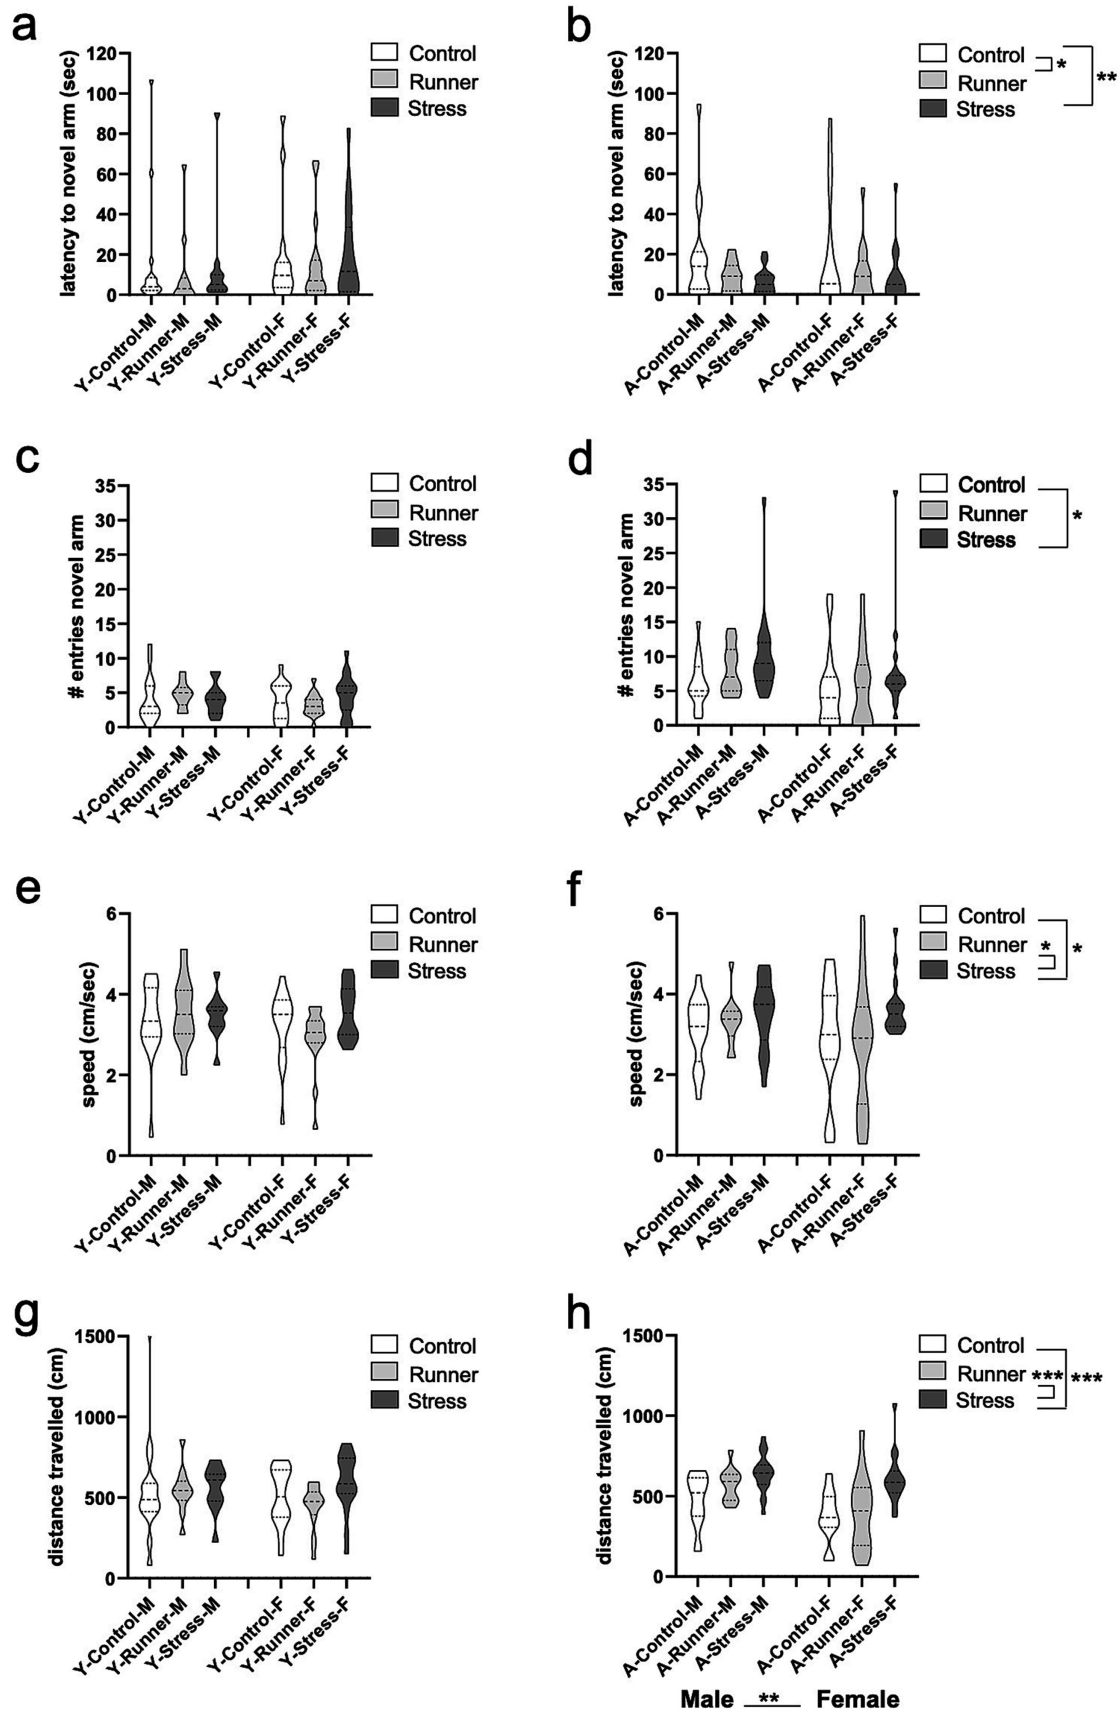 a
latency to novel arm (sec)
120
100
80
60
40
20
0
Y-Control-M
Y-Runner-M
Y-Stress-M
Y-Control-F
Y-Runner-F
Y-Stress-F
Control
Runner
Stress
b
latency to novel arm (sec)
120
100
80
60
40
20
0
A-Control-M
A-Runner-M
A-Stress-M
A-Control-F
A-Runner-F
A-Stress-F
Control
*
Runner
**
Stress
c
# entries novel arm
35
30
25
20
15
10
5
0
Y-Control-M
Y-Runner-M
Y-Stress-M
Y-Control-F
Y-Runner-F
Y-Stress-F
Control
Runner
Stress
d
# entries novel arm
35
30
25
20
15
10
5
0
A-Control-M
A-Runner-M
A-Stress-M
A-Control-F
A-Runner-F
A-Stress-F
Control
Runner
*
Stress
e
speed (cm/sec)
6
4
2
0
Y-Control-M
Y-Runner-M
Y-Stress-M
Y-Control-F
Y-Runner-F
Y-Stress-F
Control
Runner
Stress
f
speed (cm/sec)
6
4
2
0
A-Control-M
A-Runner-M
A-Stress-M
A-Control-F
A-Runner-F
A-Stress-F
Control
Runner * *
Stress
g
distance travelled (cm)
1500
1000
500
0
Y-Control-M
Y-Runner-M
Y-Stress-M
Y-Control-F
Y-Runner-F
Y-Stress-F
Control
Runner
Stress
h
distance travelled (cm)
1500
1000
500
0
A-Control-M
A-Runner-M
A-Stress-M
A-Control-F
A-Runner-F
A-Stress-F
Control
Runner *** ***
Stress
Male ** Female